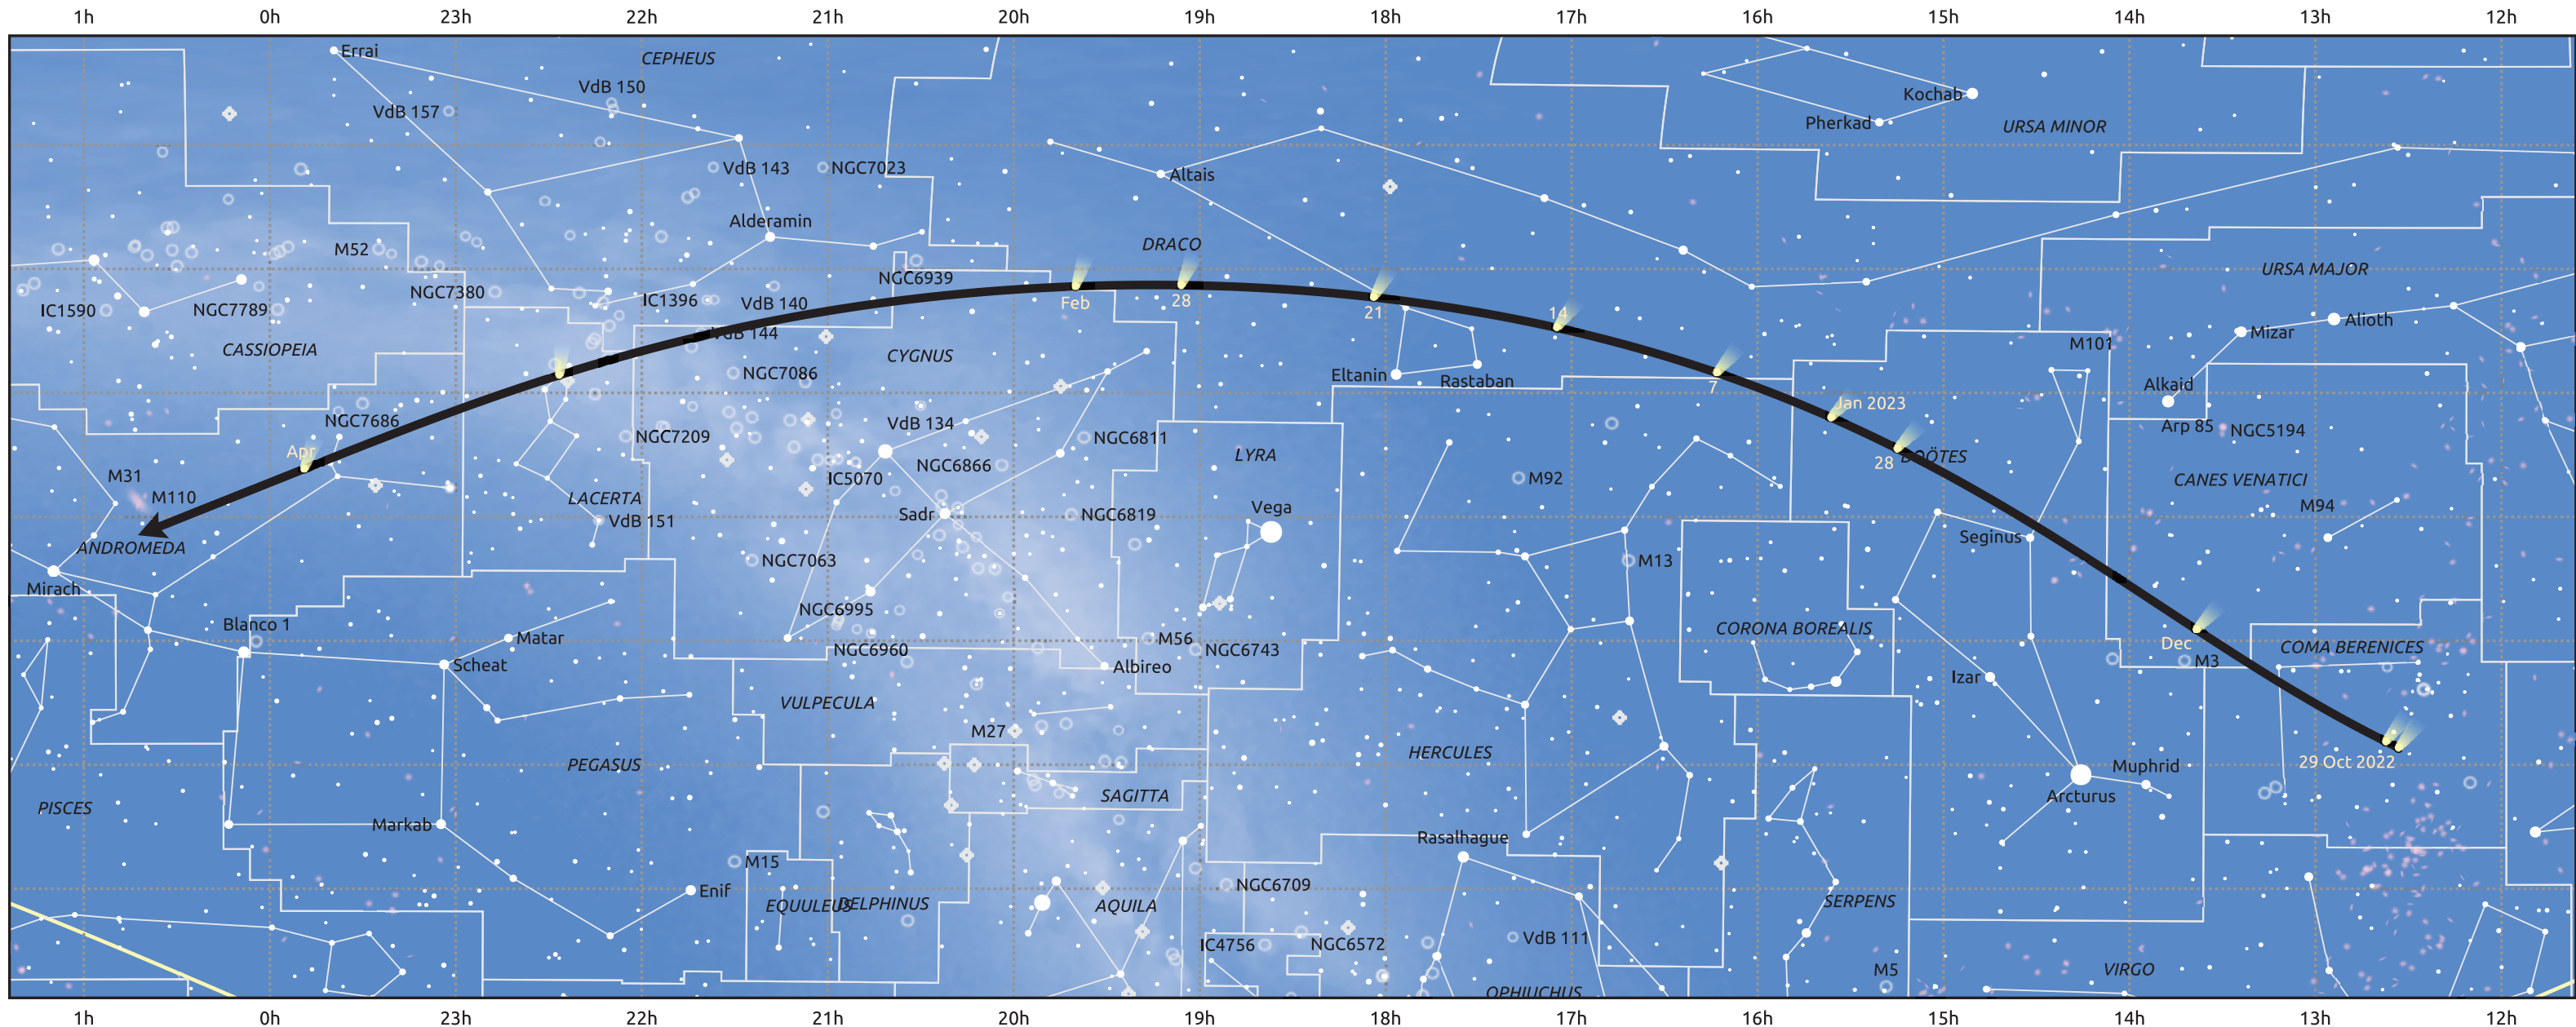 1h 0h 23h 22h 21h 20h 19h 18h 17h 16h 15h 14h 13h 12h
Errai
CEPHEUS
VdB 150
Kochab
VdB 157
Pherkad
URSA MINOR
VdB 143
NGC7023
Altais
Alderamin
M52
DRACO
NGC6939
URSA MAJOR
NGC7380
IC1396
VdB 140
Feb
28
21
14
IC1590
NGC7789
VdB 144
Mizar
Alioth
M101
CASSIOPEIA
CYGNUS
NGC7086
Eltanin
Rastaban
7
Alkaid
Jan 2023
NGC7686
VdB 134
Arp 85
NGC5194
NGC7209
NGC6811
Apr
LYRA
28
BOÖTES
NGC6866
M31
IC5070
M92
CANES VENATICI
M110
LACERTA
Vega
M94
VdB 151
Sadr
NGC6819
Seginus
ANDROMEDA
NGC7063
M13
Mirach
NGC6995
Blanco 1
CORONA BOREALIS
Matar
M56
Dec
COMA BERENICES
NGC6960
NGC6743
M3
Scheat
Albireo
Izar
VULPECULA
M27
PEGASUS
HERCULES
Muphrid
29 Oct 2022
SAGITTA
Arcturus
PISCES
Markab
Rasalhague
M15
NGC6709
Enif
EQUULEUS
DELPHINUS
AQUILA
SERPENS
IC4756
NGC6572
VdB 111
M5
VIRGO
OPHIUCHUS
1h 0h 23h 22h 21h 20h 19h 18h 17h 16h 15h 14h 13h 12h